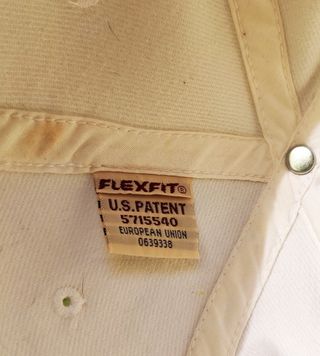 FLEXFIT®
U.S. PATENT
5715540
EUROPEAN UNION
0639338